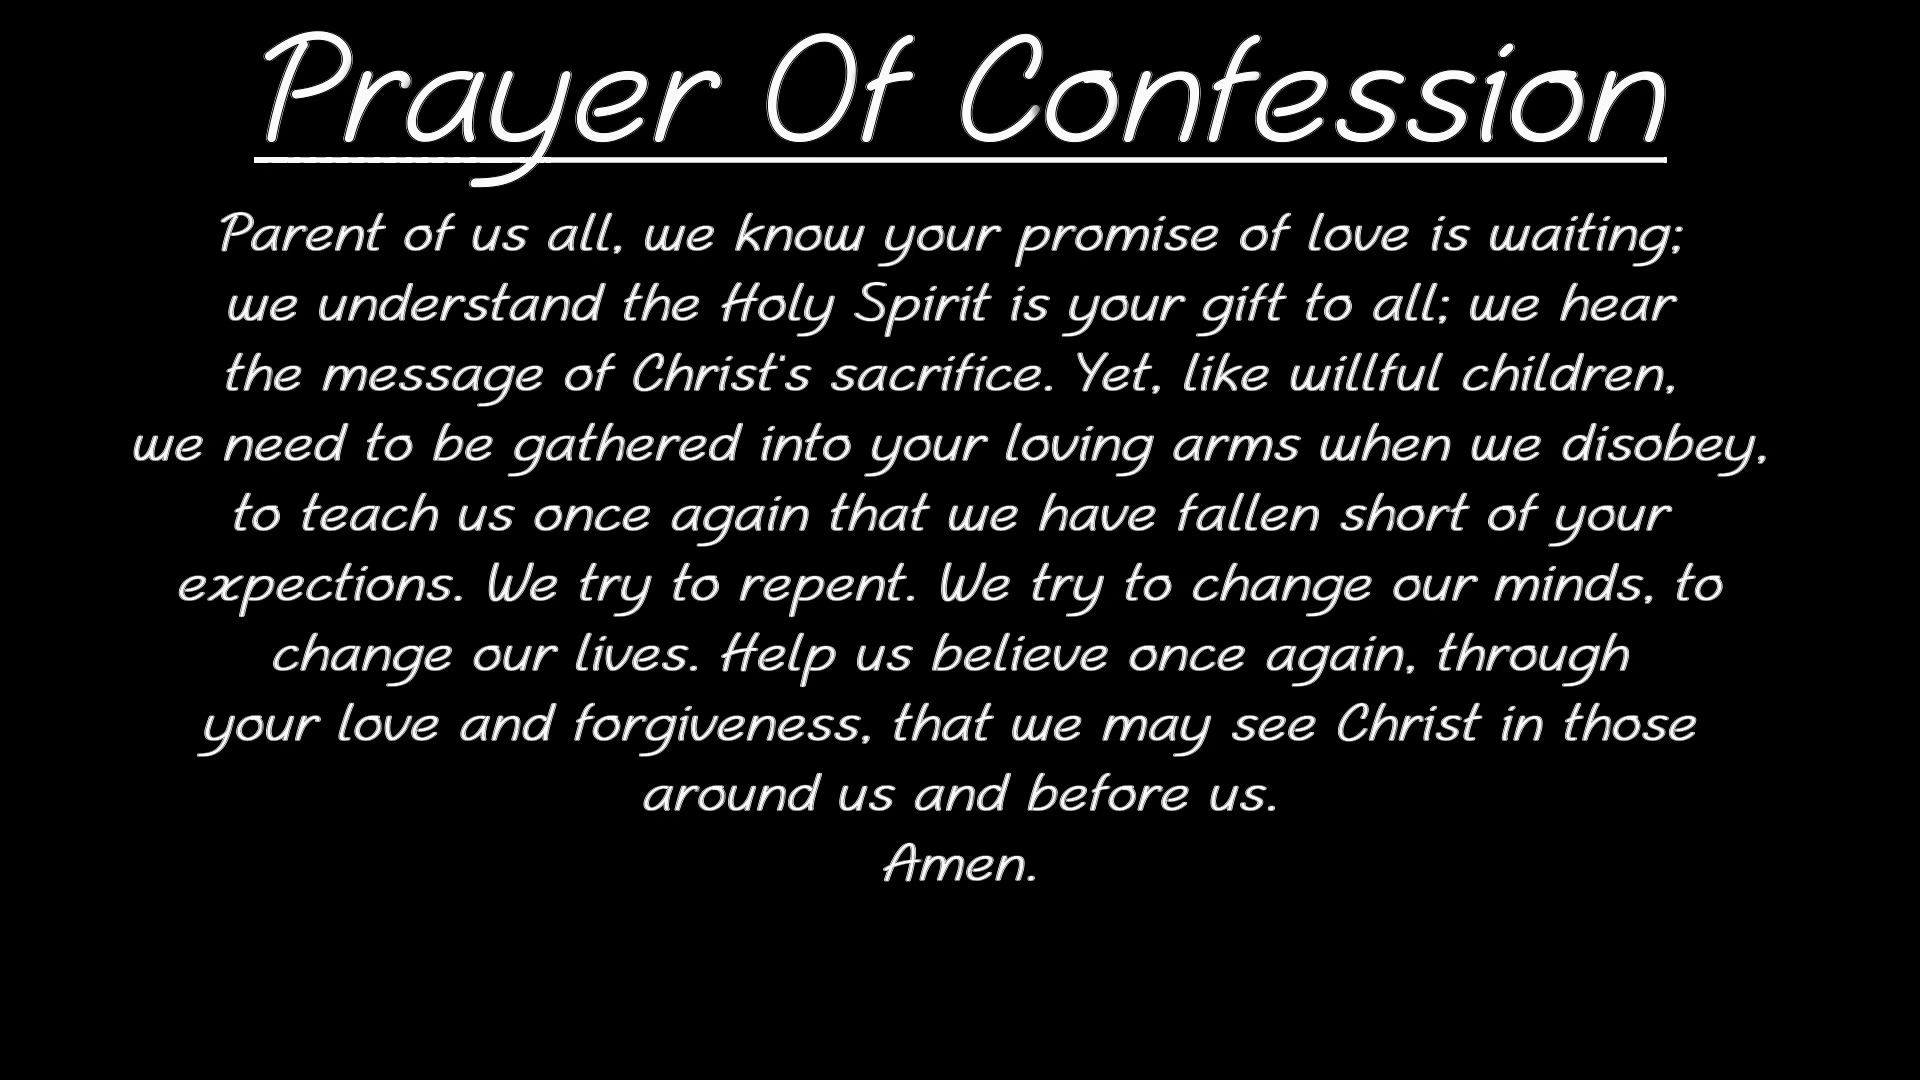 Prayer Of Confession
Parent of us all, we know your promise of love is waiting;
we understand the Holy Spirit is your gift to all; we hear
the message of Christ's sacrifice. Yet, like willful children,
we need to be gathered into your loving arms when we disobey,
to teach us once again that we have fallen short of your
expections. We try to repent. We try to change our minds, to
change our lives. Help us believe once again, through
your love and forgiveness, that we may see Christ in those
around us and before us.
Amen.